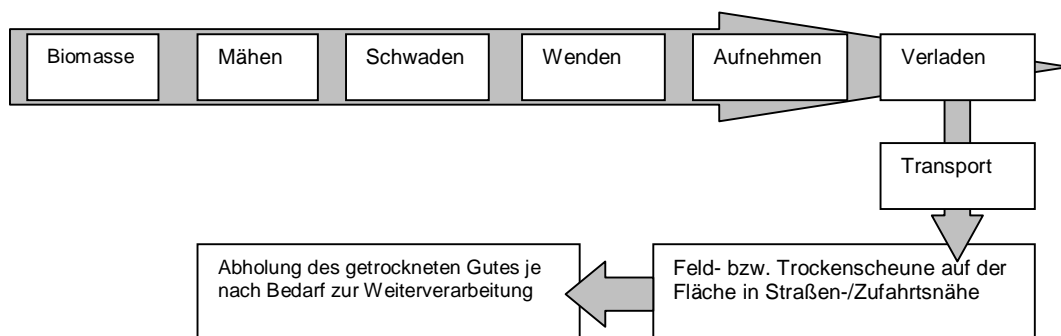 Biomasse
Mähen
Schwaden
Wenden
Aufnehmen
Verladen
Transport
Feld- bzw. Trockenscheune auf der
Fläche in Straßen-/Zufahrtsnähe
Abholung des getrockneten Gutes je
nach Bedarf zur Weiterverarbeitung